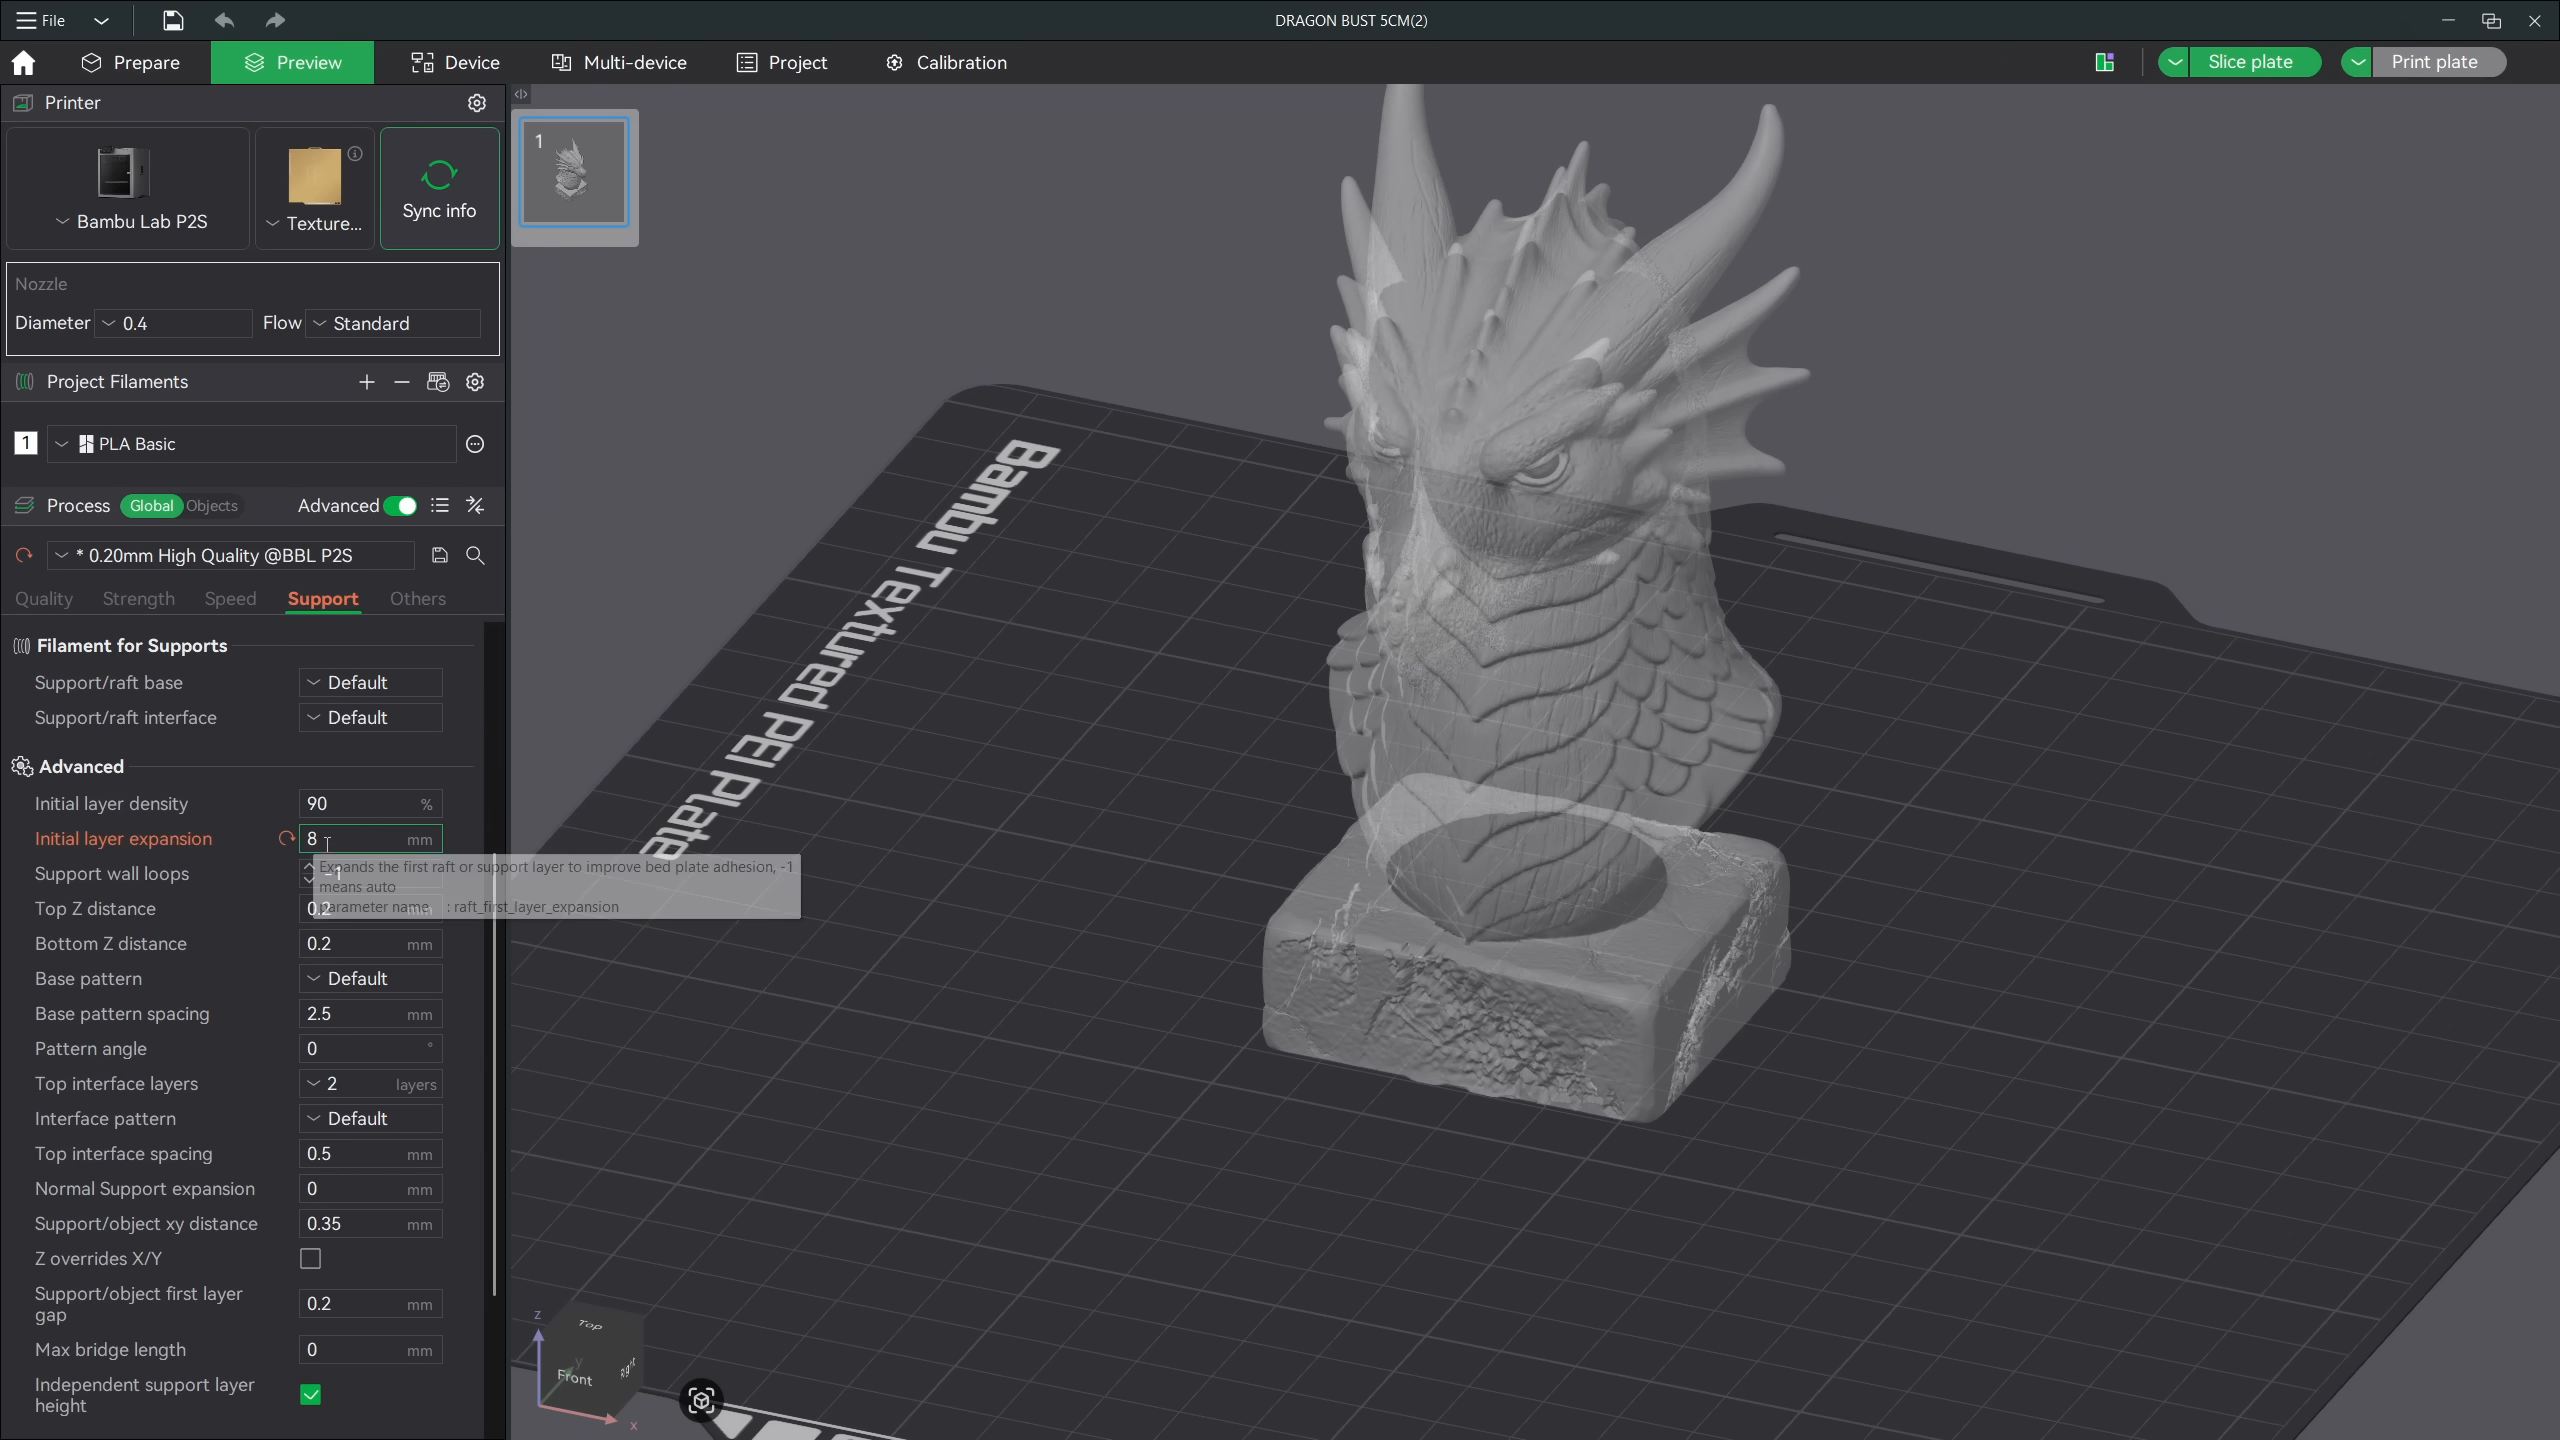 File
DRAGON BUST 5CM(2)
Prepare
Preview
Device
Multi-device
Project
Calibration
Slice plate
Print plate
Printer
Bambu Lab P2S
Texture...
Sync info
Nozzle
Diameter 0.4 Flow Standard
Project Filaments
1 PLA Basic
Process Global Objects Advanced
* 0.20mm High Quality @BBL P2S
Quality Strength Speed Support Others
Filament for Supports
Support/raft base Default
Support/raft interface Default
Advanced
Initial layer density 90 %
Initial layer expansion 8 mm
Expands the first raft or support layer to improve bed plate adhesion, -1
means auto
parameter name : raft_first_layer_expansion
Support wall loops -1
Top Z distance 0.2 mm
Bottom Z distance 0.2 mm
Base pattern Default
Base pattern spacing 2.5 mm
Pattern angle 0 °
Top interface layers 2 layers
Interface pattern Default
Top interface spacing 0.5 mm
Normal Support expansion 0 mm
Support/object xy distance 0.35 mm
Z overrides X/Y
Support/object first layer
gap 0.2 mm
Max bridge length 0 mm
Independent support layer
height
1
Bambu Textured PEI Plate
Top
Front
Right
z
y
x